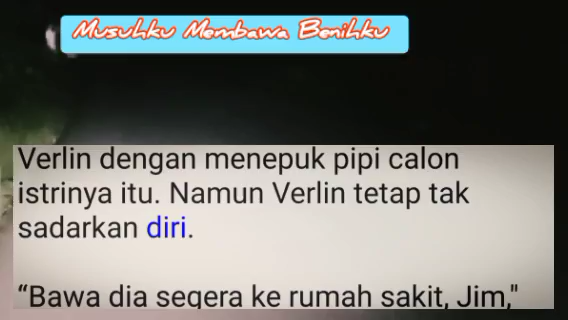 Musuhku Membawa Benihku
Verlin dengan menepuk pipi calon
istrinya itu. Namun Verlin tetap tak
sadarkan diri.
“Bawa dia segera ke rumah sakit, Jim,"